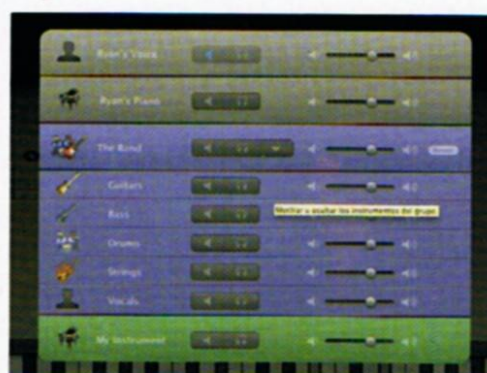 Ryan's Voice
Ryan's Piano
The Band
Guitars
Bass
Mostrar u ocultar los instrumentos del grupo
Drums
Strings
Vocals
My Instrument